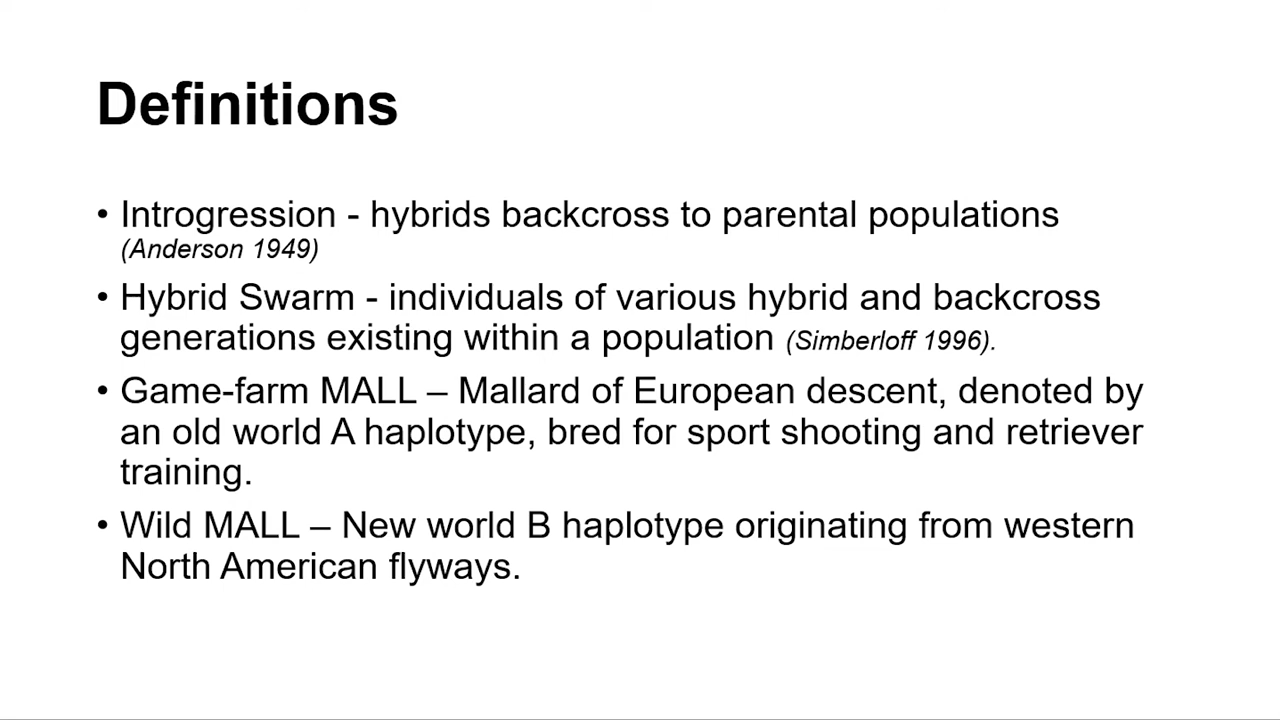 Definitions
• Introgression - hybrids backcross to parental populations
(Anderson 1949)
• Hybrid Swarm - individuals of various hybrid and backcross
generations existing within a population (Simberloff 1996).
• Game-farm MALL – Mallard of European descent, denoted by
an old world A haplotype, bred for sport shooting and retriever
training.
• Wild MALL – New world B haplotype originating from western
North American flyways.